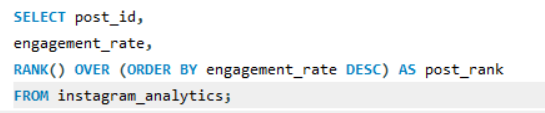 SELECT post_id,
engagement_rate,
RANK() OVER (ORDER BY engagement_rate DESC) AS post_rank
FROM instagram_analytics;